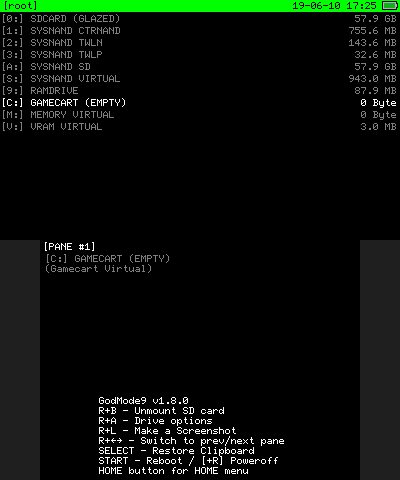 [root] 19-06-10 17:25
[0:] SDCARD (GLAZED) 57.9 GB
[1:] SYSNAND CTRNAND 755.6 MB
[2:] SYSNAND TWLN 143.6 MB
[3:] SYSNAND TWLP 32.6 MB
[A:] SYSNAND SD 57.9 GB
[S:] SYSNAND VIRTUAL 943.0 MB
[9:] RAMDRIVE 87.9 MB
[C:] GAMECART (EMPTY) 0 Byte
[M:] MEMORY VIRTUAL 0 Byte
[V:] VRAM VIRTUAL 3.0 MB
[PANE #1]
[C:] GAMECART (EMPTY)
(Gamecart Virtual)
GodMode9 v1.8.0
R+B - Unmount SD card
R+A - Drive options
R+L - Make a Screenshot
R+←→ - Switch to prev/next pane
SELECT - Restore Clipboard
START - Reboot / [+R] Poweroff
HOME button for HOME menu